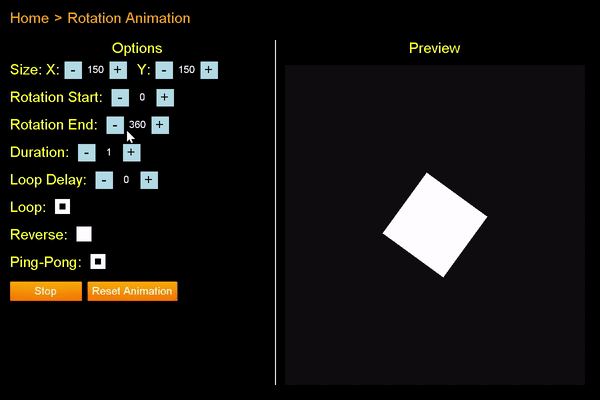 Home > Rotation Animation
Options
Preview
Size: X: - 150 + Y: - 150 +
Rotation Start: - 0 +
Rotation End: - 360 +
Duration: - 1 +
Loop Delay: - 0 +
Loop:
Reverse:
Ping-Pong:
Stop Reset Animation